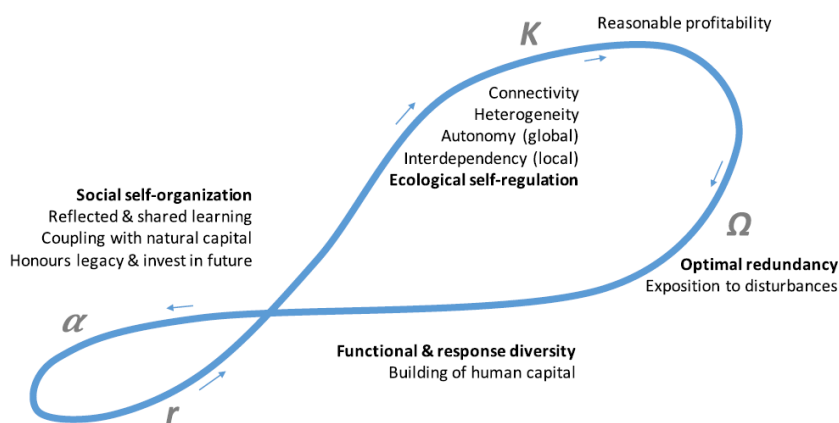 K
Reasonable profitability
Connectivity
Heterogeneity
Autonomy (global)
Interdependency (local)
Ecological self-regulation
Social self-organization
Reflected & shared learning
Coupling with natural capital
Honours legacy & invest in future
Ω
Optimal redundancy
Exposition to disturbances
α
Functional & response diversity
Building of human capital
r